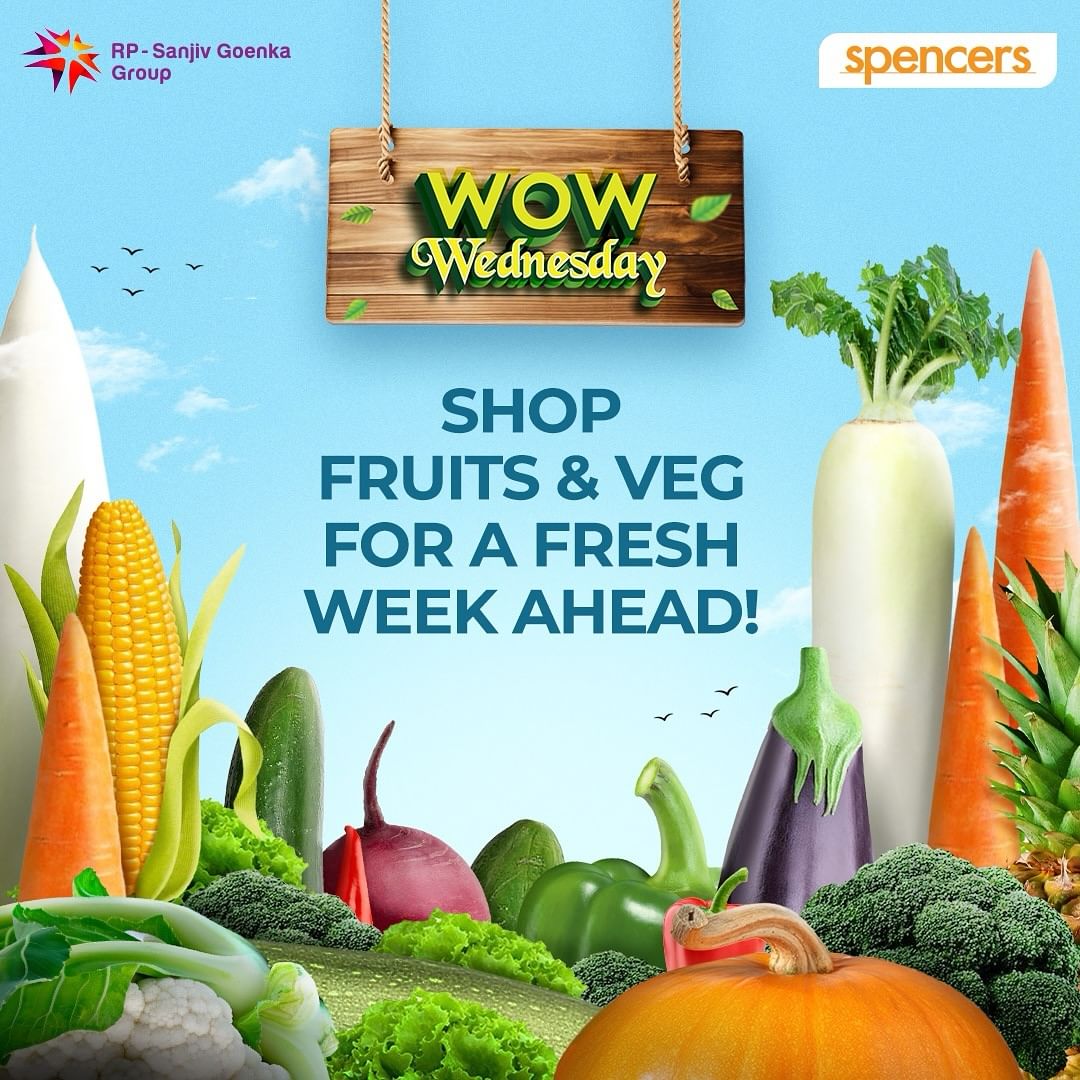 RP - Sanjiv Goenka
Group
spencers
WOW
Wednesday
SHOP
FRUITS & VEG
FOR A FRESH
WEEK AHEAD!